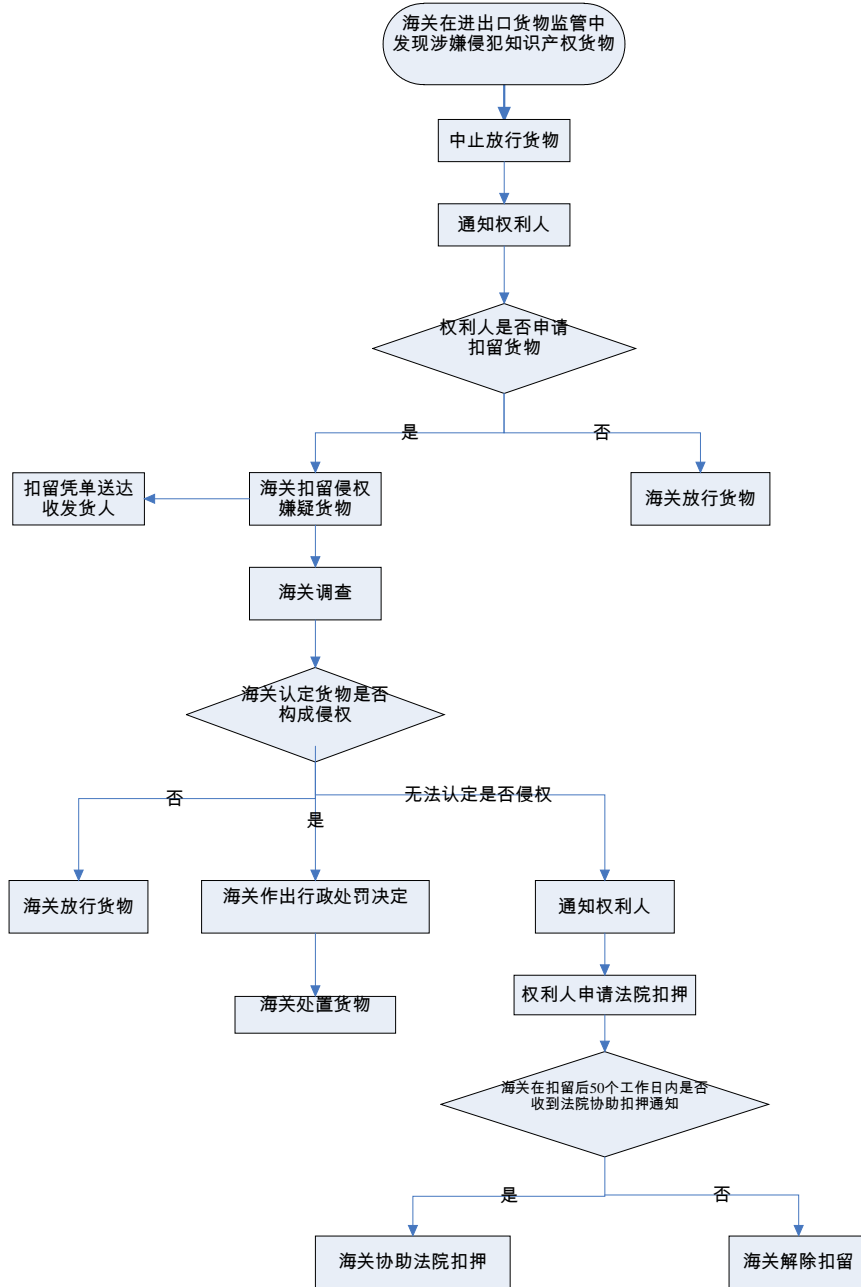 海关在进出口货物监管中
发现涉嫌侵犯知识产权货物
中止放行货物
通知权利人
权利人是否申请
扣留货物
是
否
扣留凭单送达
收发货人
海关扣留侵权
嫌疑货物
海关放行货物
海关调查
海关认定货物是否
构成侵权
否
是
无法认定是否侵权
海关放行货物
海关作出行政处罚决定
通知权利人
海关处置货物
权利人申请法院扣押
海关在扣留后50个工作日内是否
收到法院协助扣押通知
是
否
海关协助法院扣押
海关解除扣留